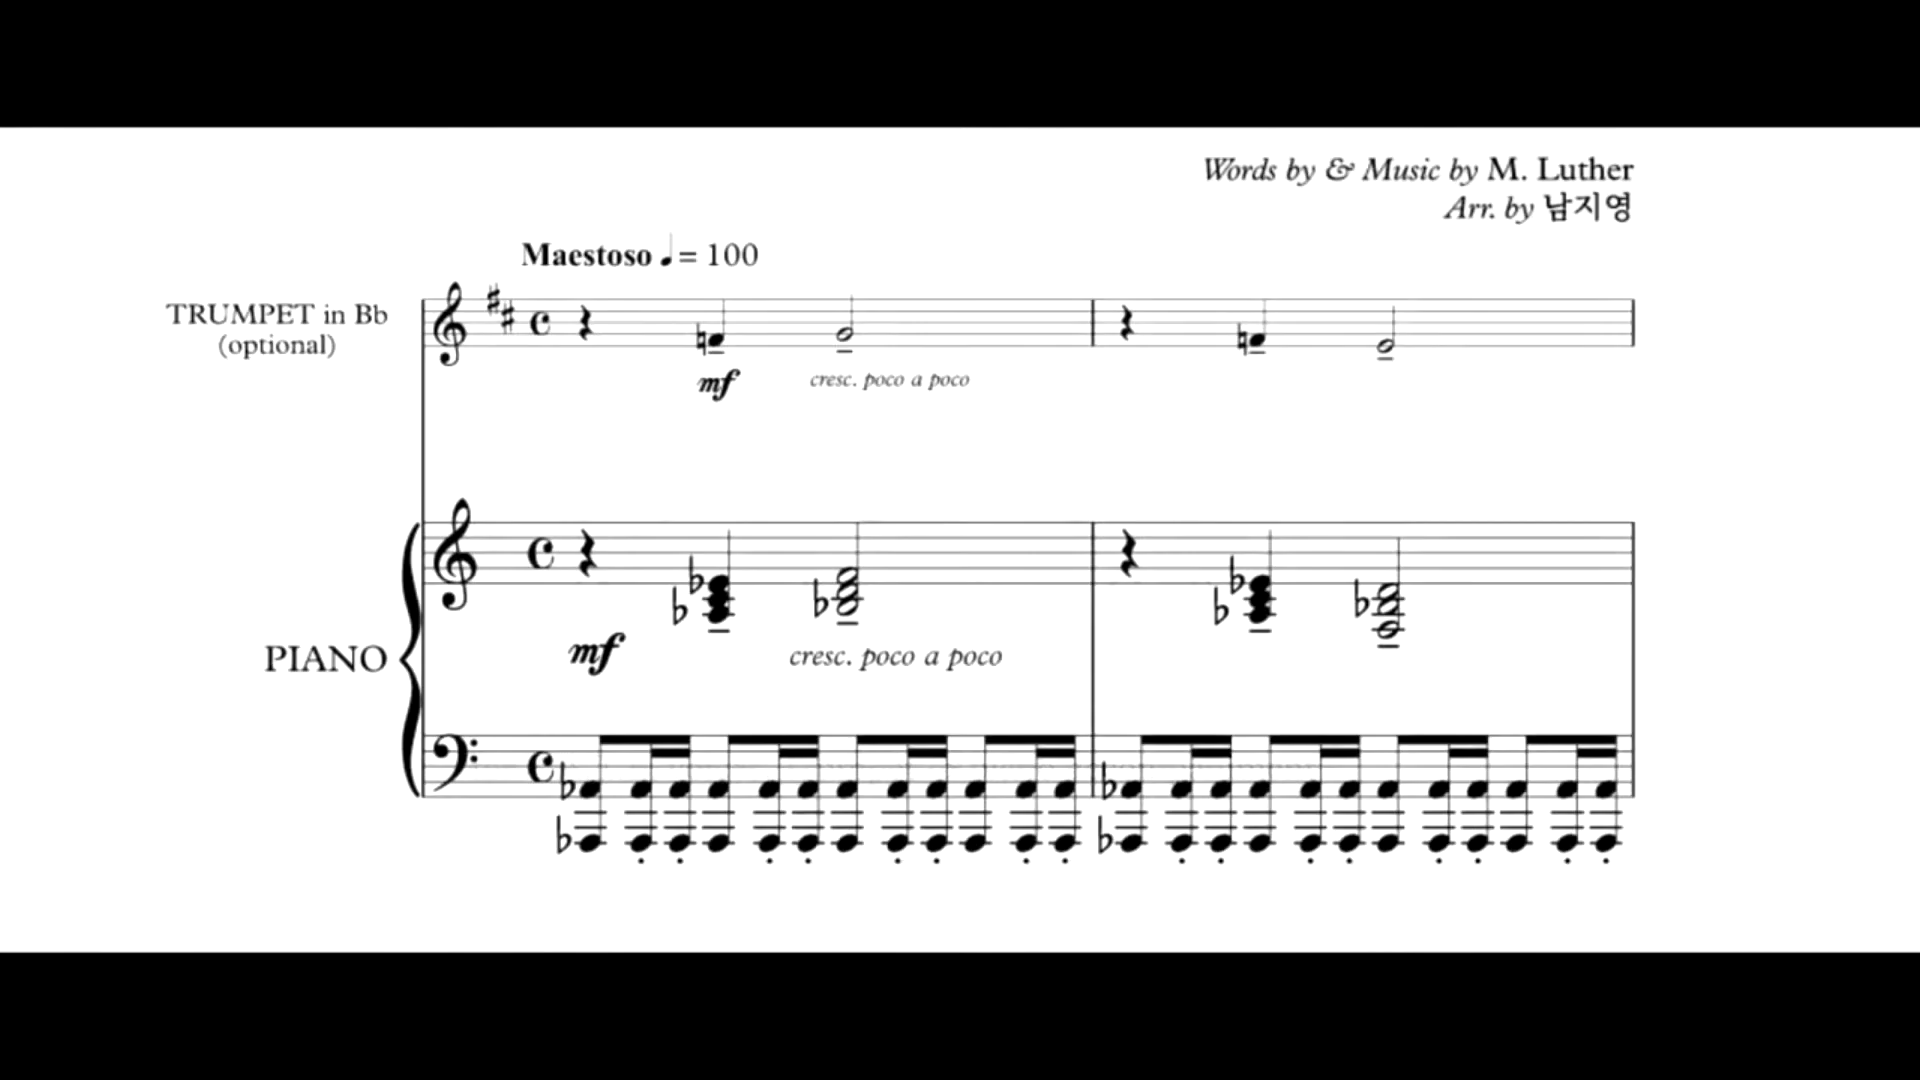 Words by & Music by M. Luther
Arr. by 남지영
Maestoso ♩= 100
TRUMPET in Bb
(optional)
mf
cresc. poco a poco
PIANO
mf
cresc. poco a poco